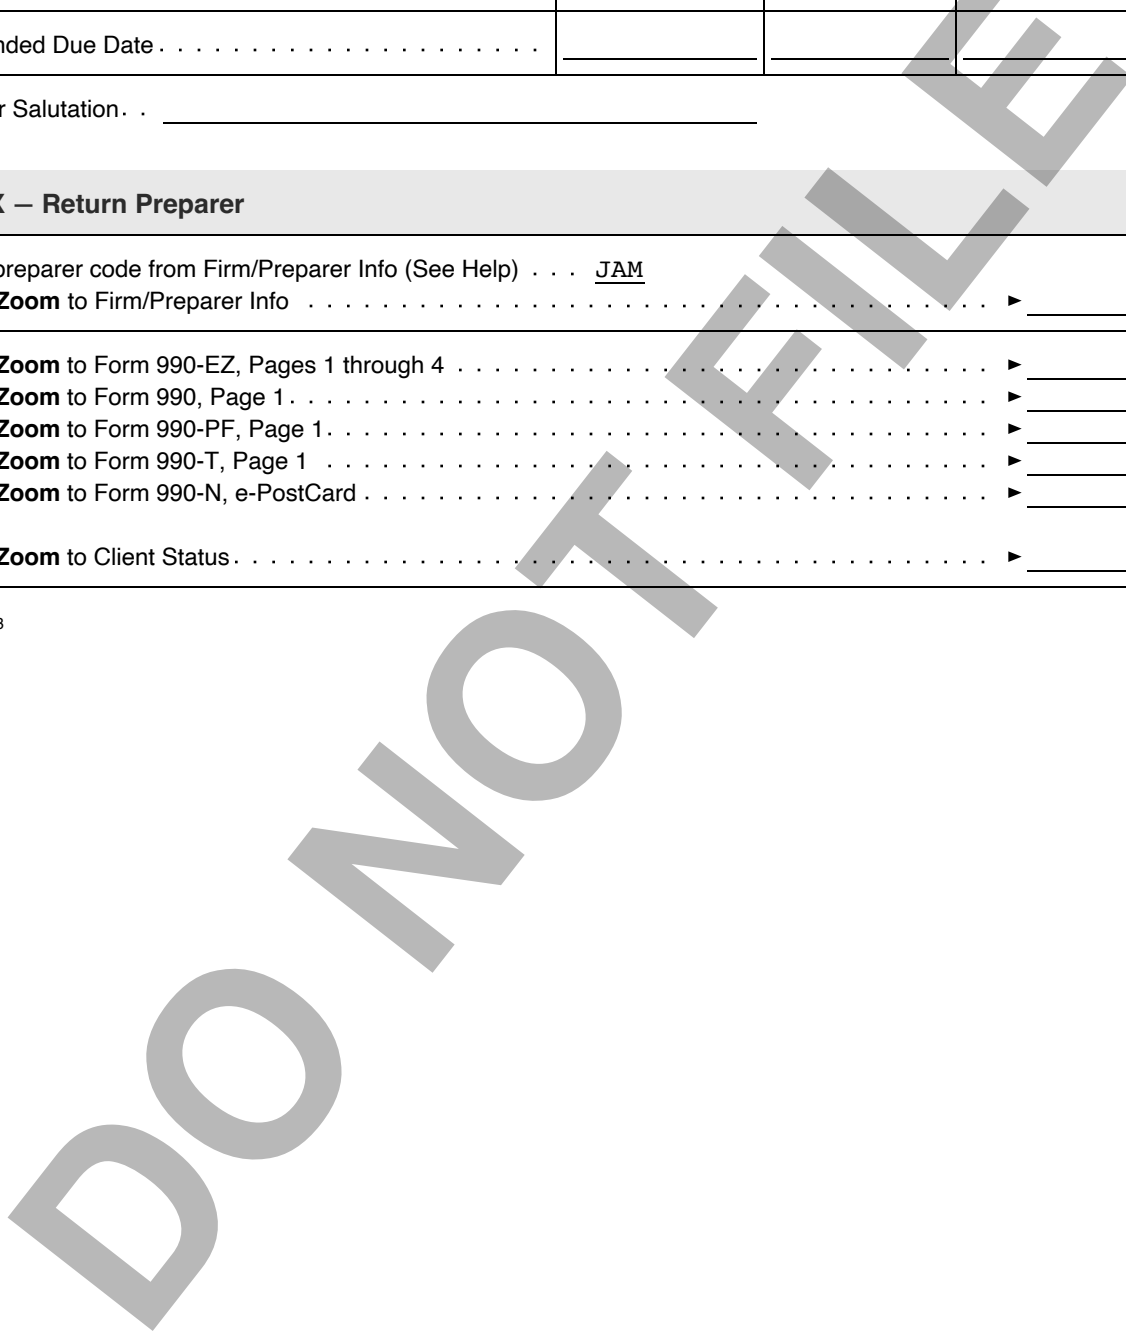 nded Due Date . . . . . . . . . . . . . . . . . . . . .
r Salutation . .
X – Return Preparer
preparer code from Firm/Preparer Info (See Help) . . . JAM
Zoom to Firm/Preparer Info . . . . . . . . . . . . . . . . . . . . . . . . . . . . . . . . . . . . . . ►
Zoom to Form 990-EZ, Pages 1 through 4 . . . . . . . . . . . . . . . . . . . . . . . . . . . . . ►
Zoom to Form 990, Page 1 . . . . . . . . . . . . . . . . . . . . . . . . . . . . . . . . . . . . . . ►
Zoom to Form 990-PF, Page 1 . . . . . . . . . . . . . . . . . . . . . . . . . . . . . . . . . . . . ►
Zoom to Form 990-T, Page 1 . . . . . . . . . . . . . . . . . . . . . . . . . . . . . . . . . . . . ►
Zoom to Form 990-N, e-PostCard . . . . . . . . . . . . . . . . . . . . . . . . . . . . . . . . . . ►
Zoom to Client Status . . . . . . . . . . . . . . . . . . . . . . . . . . . . . . . . . . . . . . . . . ►
3
DO NOT FILE